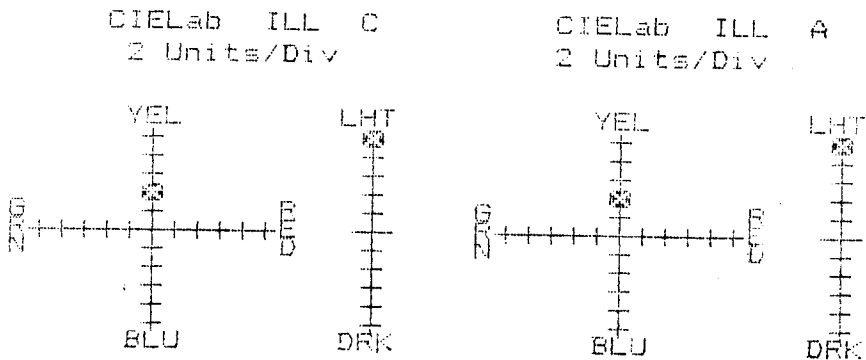 CIELab ILL C
2 Units/Div
YEL
LHT
GRN
RED
BLU
DRK
CIELab ILL A
2 Units/Div
YEL
LHT
GRN
RED
BLU
DRK